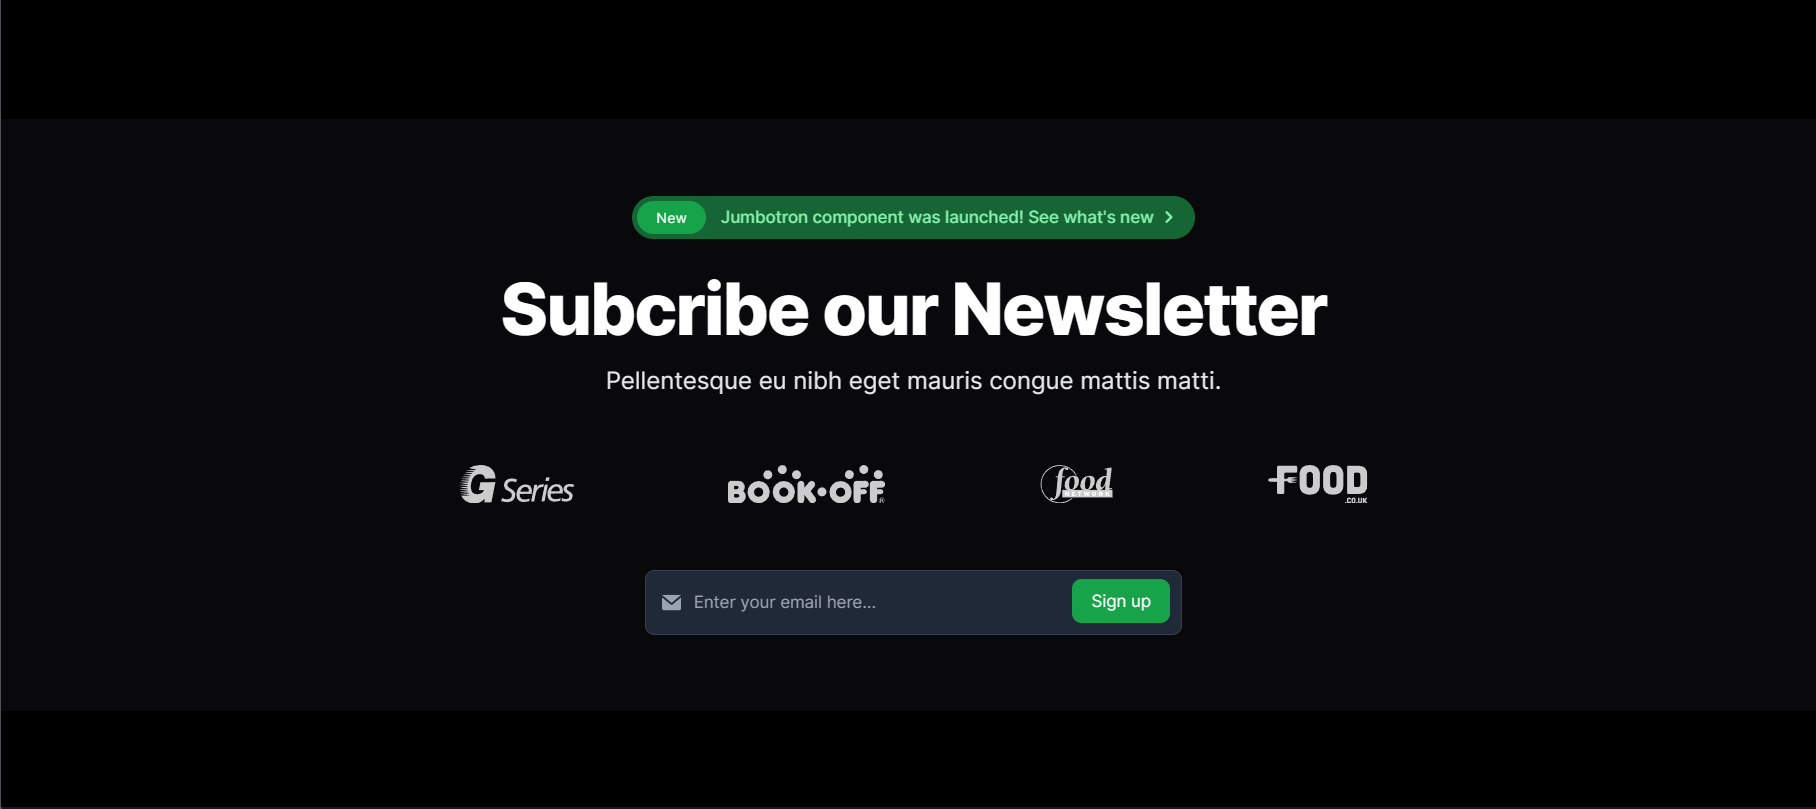 New Jumbotron component was launched! See what's new
Subcribe our Newsletter
Pellentesque eu nibh eget mauris congue mattis matti.
G Series BOOK•OFF® food NETWORK FOOD .CO.UK
Enter your email here... Sign up